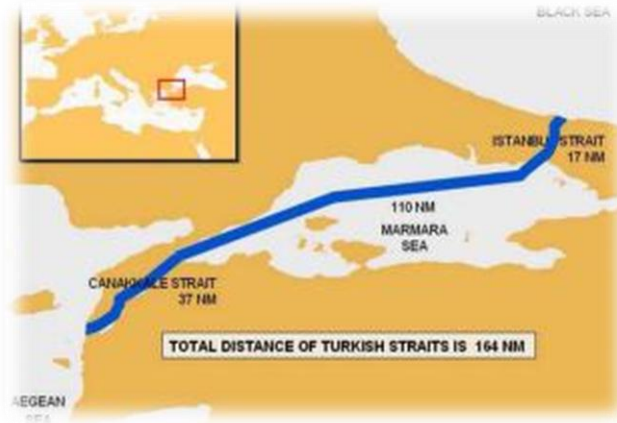 BLACK SEA
ISTANBUL STRAIT
17 NM
110 NM
MARMARA
SEA
CANAKKALE STRAIT
37 NM
TOTAL DISTANCE OF TURKISH STRAITS IS 164 NM
AEGEAN
SEA